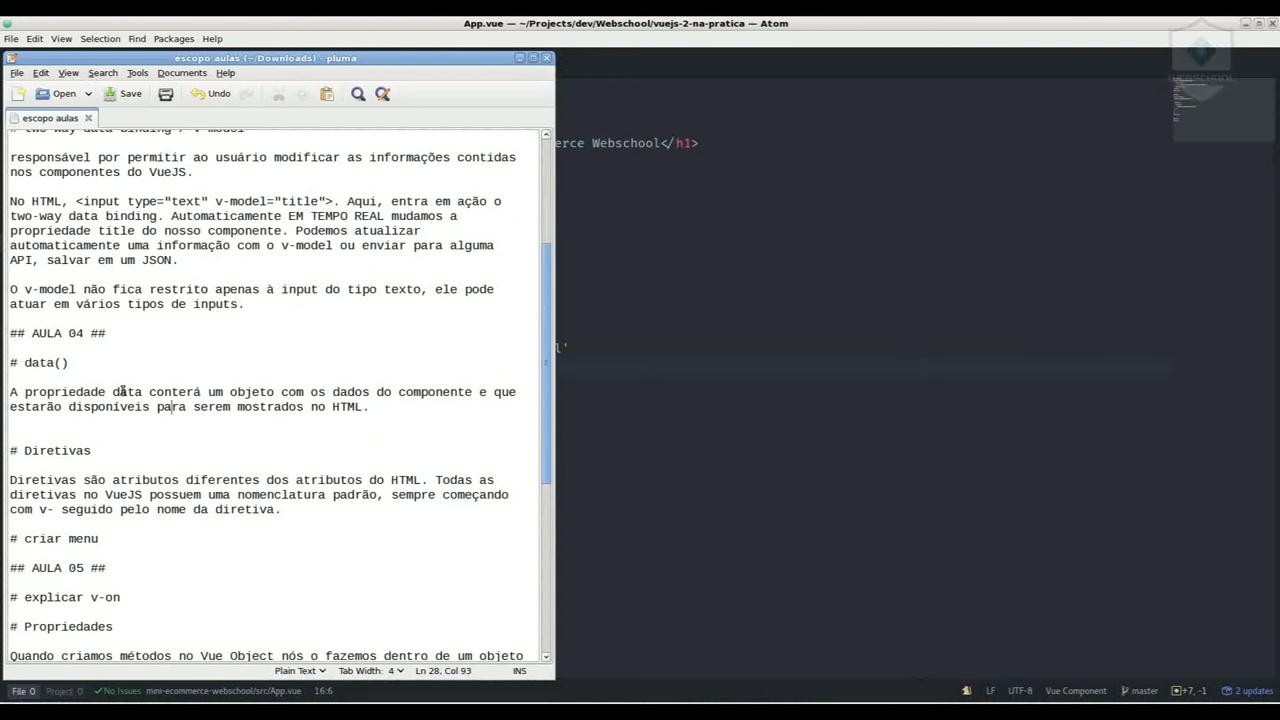 App.vue — ~/Projects/dev/Webschool/vuejs-2-na-pratica — Atom
File Edit View Selection Find Packages Help
escopo aulas (~/Downloads) - pluma
File Edit View Search Tools Documents Help
Open Save Undo
escopo aulas
# two-way data binding / v-model
responsável por permitir ao usuário modificar as informações contidas
nos componentes do VueJS.
No HTML, <input type="text" v-model="title">. Aqui, entra em ação o
two-way data binding. Automaticamente EM TEMPO REAL mudamos a
propriedade title do nosso componente. Podemos atualizar
automaticamente uma informação com o v-model ou enviar para alguma
API, salvar em um JSON.
O v-model não fica restrito apenas à input do tipo texto, ele pode
atuar em vários tipos de inputs.
## AULA 04 ##
# data()
A propriedade data conterá um objeto com os dados do componente e que
estarão disponíveis para serem mostrados no HTML.
# Diretivas
Diretivas são atributos diferentes dos atributos do HTML. Todas as
diretivas no VueJS possuem uma nomenclatura padrão, sempre começando
com v- seguido pelo nome da diretiva.
# criar menu
## AULA 05 ##
# explicar v-on
# Propriedades
Quando criamos métodos no Vue Object nós o fazemos dentro de um objeto
Plain Text Tab Width: 4 Ln 28, Col 93 INS
erce Webschool</h1>
l'
WEBSCHOOL
File 0 Project 0 No Issues mini-ecommerce-webschool/src/App.vue 16:6 LF UTF-8 Vue Component master +7, -1 2 updates